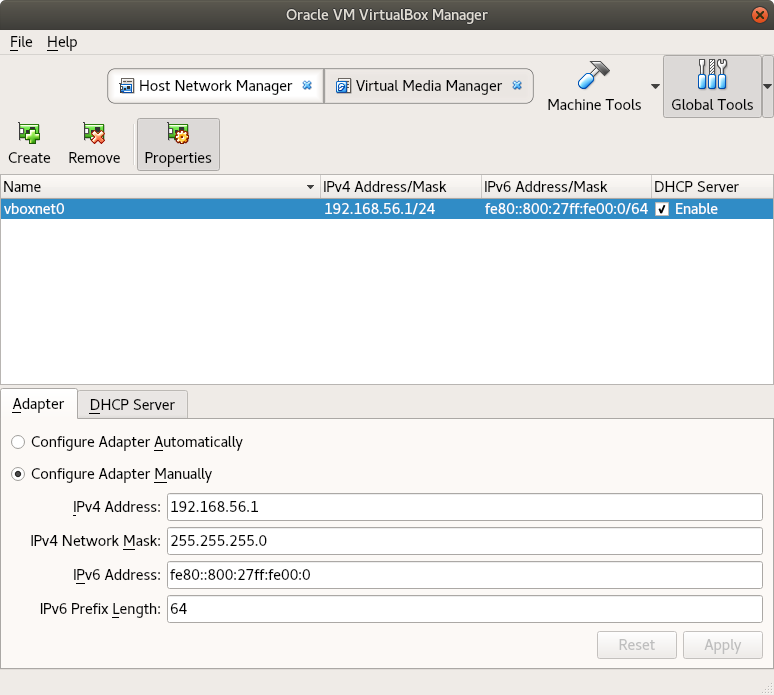 Oracle VM VirtualBox Manager
File Help
Host Network Manager Virtual Media Manager Machine Tools Global Tools
Create Remove Properties
Name IPv4 Address/Mask IPv6 Address/Mask DHCP Server
vboxnet0 192.168.56.1/24 fe80::800:27ff:fe00:0/64 Enable
Adapter DHCP Server
Configure Adapter Automatically
Configure Adapter Manually
IPv4 Address: 192.168.56.1
IPv4 Network Mask: 255.255.255.0
IPv6 Address: fe80::800:27ff:fe00:0
IPv6 Prefix Length: 64
Reset Apply